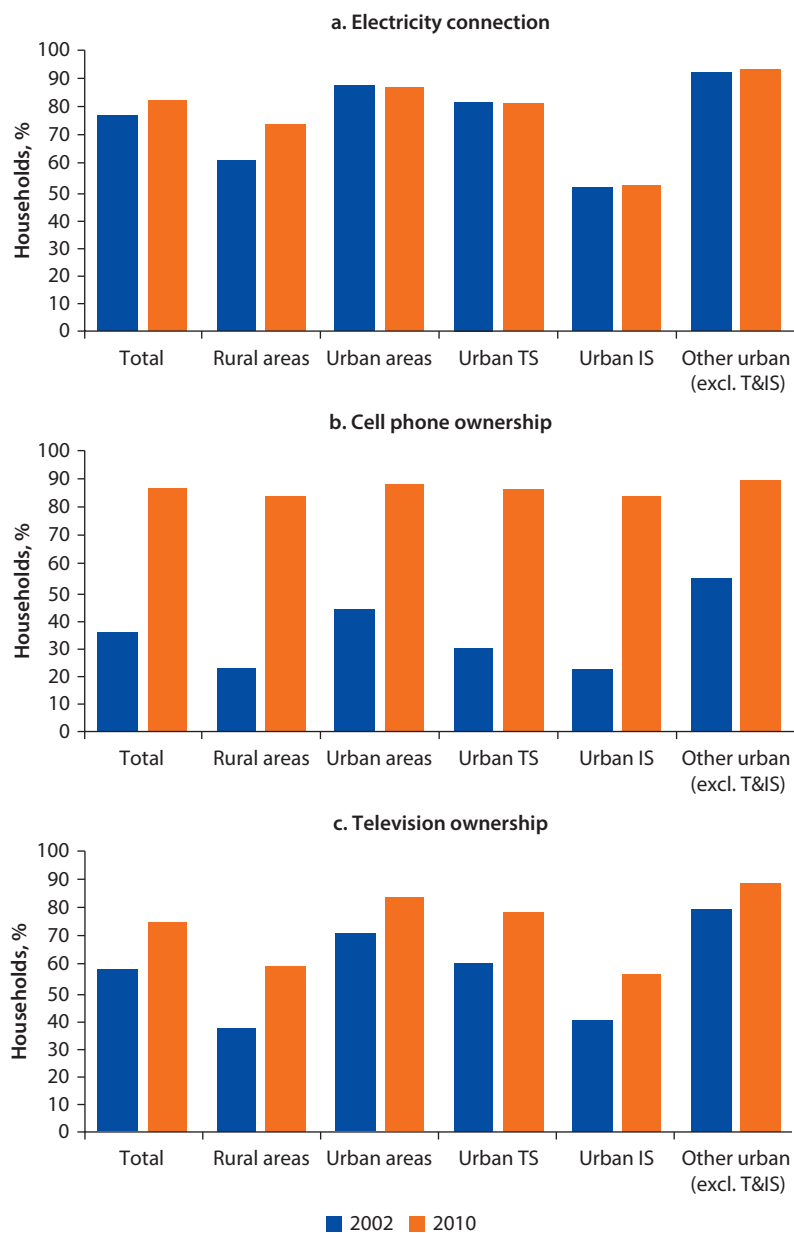 a. Electricity connection
Households, %
100
90
80
70
60
50
40
30
20
10
0
Total Rural areas Urban areas Urban TS Urban IS Other urban
(excl. T&IS)
b. Cell phone ownership
Households, %
100
90
80
70
60
50
40
30
20
10
0
Total Rural areas Urban areas Urban TS Urban IS Other urban
(excl. T&IS)
c. Television ownership
Households, %
100
90
80
70
60
50
40
30
20
10
0
Total Rural areas Urban areas Urban TS Urban IS Other urban
(excl. T&IS)
2002 2010